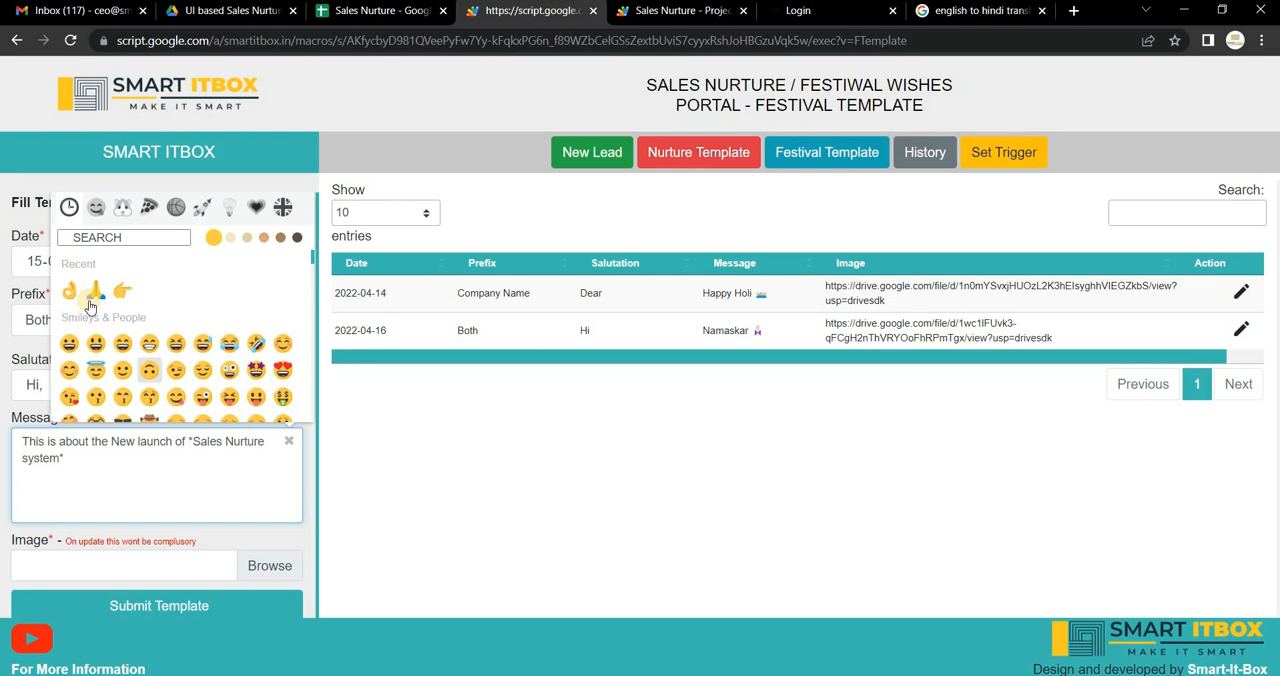 Inbox (117) - ceo@sm
UI based Sales Nurtur
Sales Nurture - Goog
https://script.google.
Sales Nurture - Projec
Login
english to hindi trans
script.google.com/a/smartitbox.in/macros/s/AKfycbyD981QVeePyFw7Yy-kFqkxPG6n_f89WZbCelGSsZextbUviS7cyyxRshJoHBGzuVqk5w/exec?v=FTemplate
SMART ITBOX
MAKE IT SMART
SALES NURTURE / FESTIWAL WISHES
PORTAL - FESTIVAL TEMPLATE
SMART ITBOX
New Lead
Nurture Template
Festival Template
History
Set Trigger
Fill Te
Date*
15-0
Prefix*
Both
Saluta
Hi,
Messa
SEARCH
Recent
Smileys & People
This is about the New launch of *Sales Nurture
system*
Image* - On update this wont be complusory
Browse
Submit Template
Show
10
entries
Search:
Date Prefix Salutation Message Image Action
2022-04-14 Company Name Dear Happy Holi https://drive.google.com/file/d/1n0mYSvxjHUOzL2K3hEIsyghhVIEGZkbS/view?
usp=drivesdk
2022-04-16 Both Hi Namaskar https://drive.google.com/file/d/1wc1lFUvk3-
qFCgH2nThVRYOoFhRPmTgx/view?usp=drivesdk
Previous
1
Next
For More Information
SMART ITBOX
MAKE IT SMART
Design and developed by Smart-It-Box